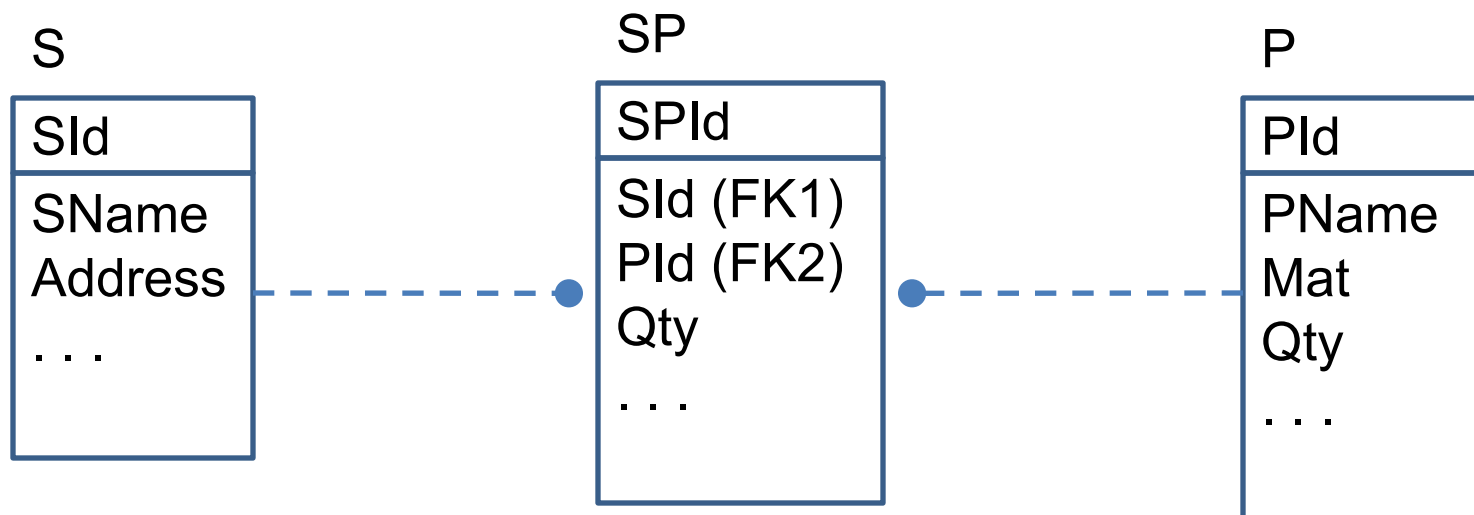 S
SId
SName
Address
. . .
SP
SPId
SId (FK1)
PId (FK2)
Qty
. . .
P
PId
PName
Mat
Qty
. . .